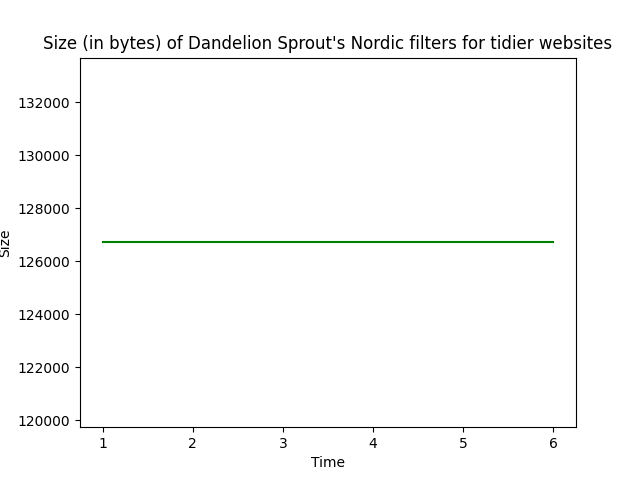 Size (in bytes) of Dandelion Sprout's Nordic filters for tidier websites
132000
130000
128000
126000
124000
122000
120000
Size
1 2 3 4 5 6
Time